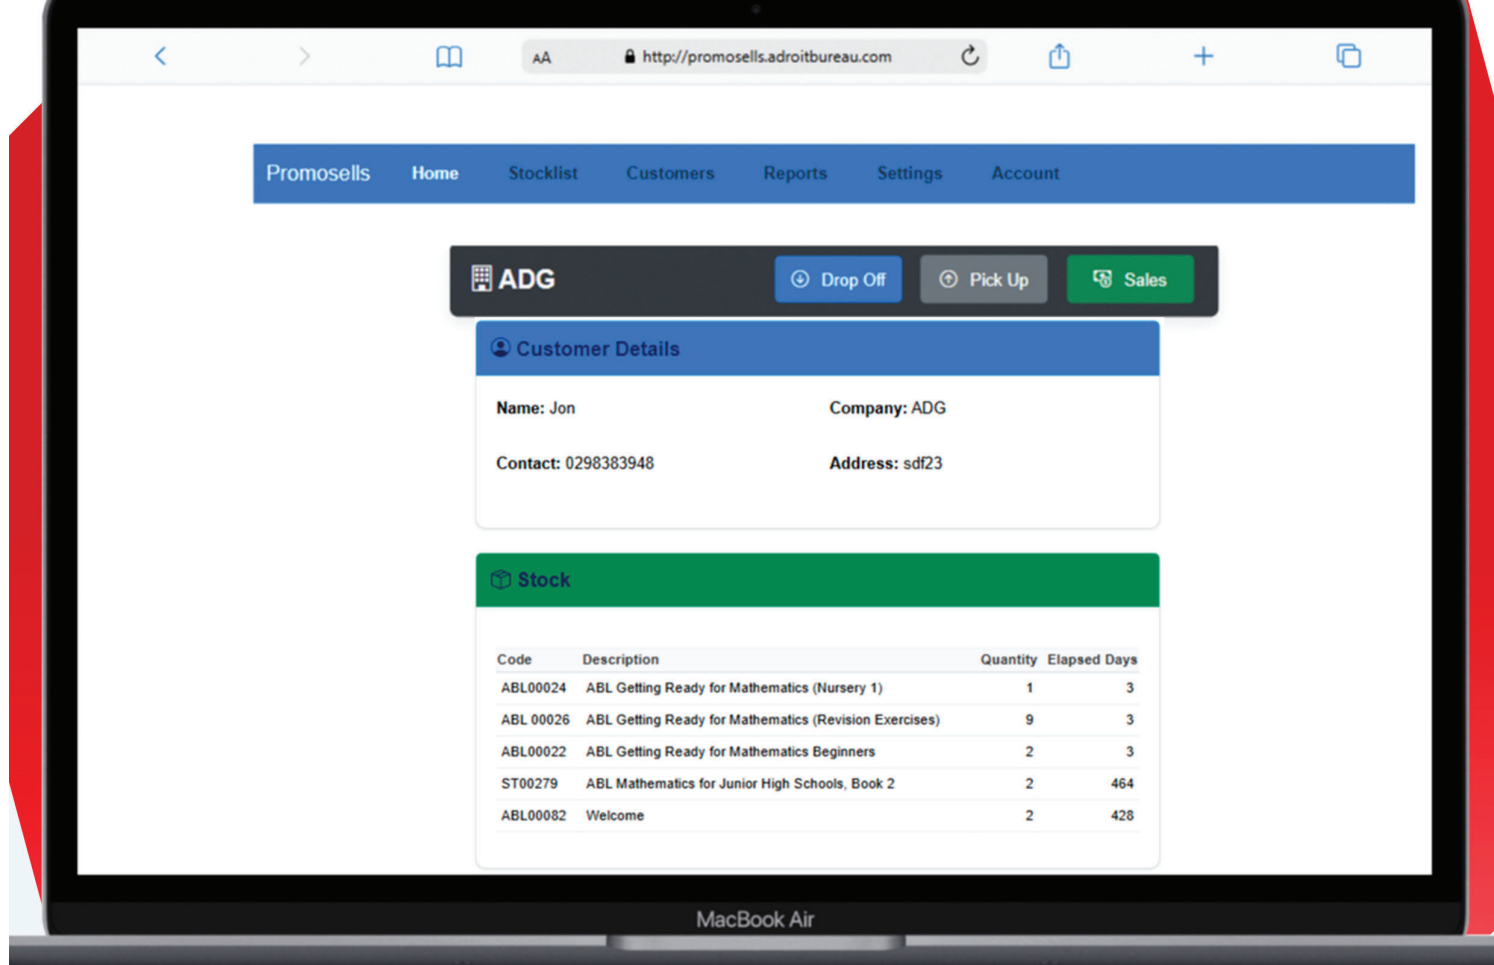 AA http://promosells.adroitbureau.com
Promosells Home Stocklist Customers Reports Settings Account
ADG Drop Off Pick Up Sales
Customer Details
Name: Jon Company: ADG
Contact: 0298383948 Address: sdf23
Stock
Code Description Quantity Elapsed Days
ABL00024 ABL Getting Ready for Mathematics (Nursery 1) 1 3
ABL 00026 ABL Getting Ready for Mathematics (Revision Exercises) 9 3
ABL00022 ABL Getting Ready for Mathematics Beginners 2 3
ST00279 ABL Mathematics for Junior High Schools, Book 2 2 464
ABL00082 Welcome 2 428
MacBook Air